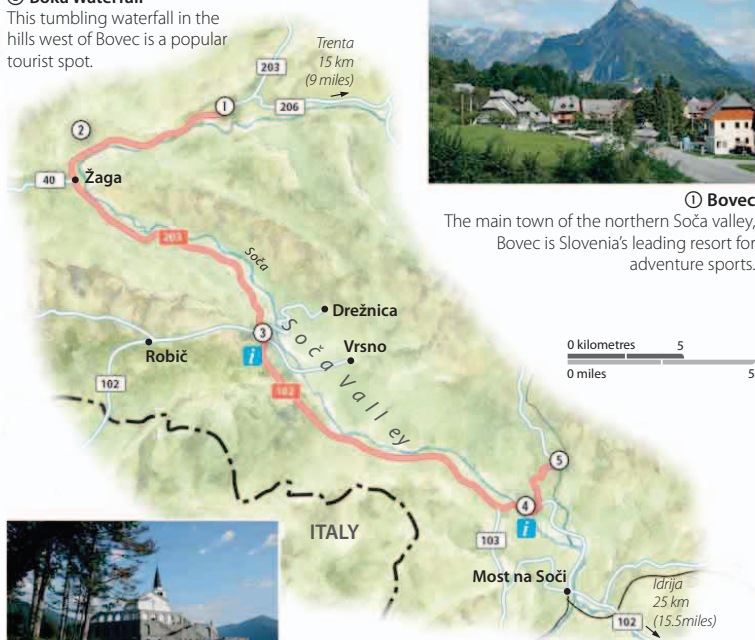 ② Boka Waterfall
This tumbling waterfall in the
hills west of Bovec is a popular
tourist spot.
Trenta
15 km
(9 miles)
203
1
206
2
40
Žaga
① Bovec
The main town of the northern Soča valley,
Bovec is Slovenia's leading resort for
adventure sports.
203
Soča
Drežnica
3
Soča Valley
Robič
i
Vrsno
0 kilometres 5
0 miles 5
102
102
5
4
i
ITALY
103
Most na Soči
Idrija
25 km
(15.5miles)
102